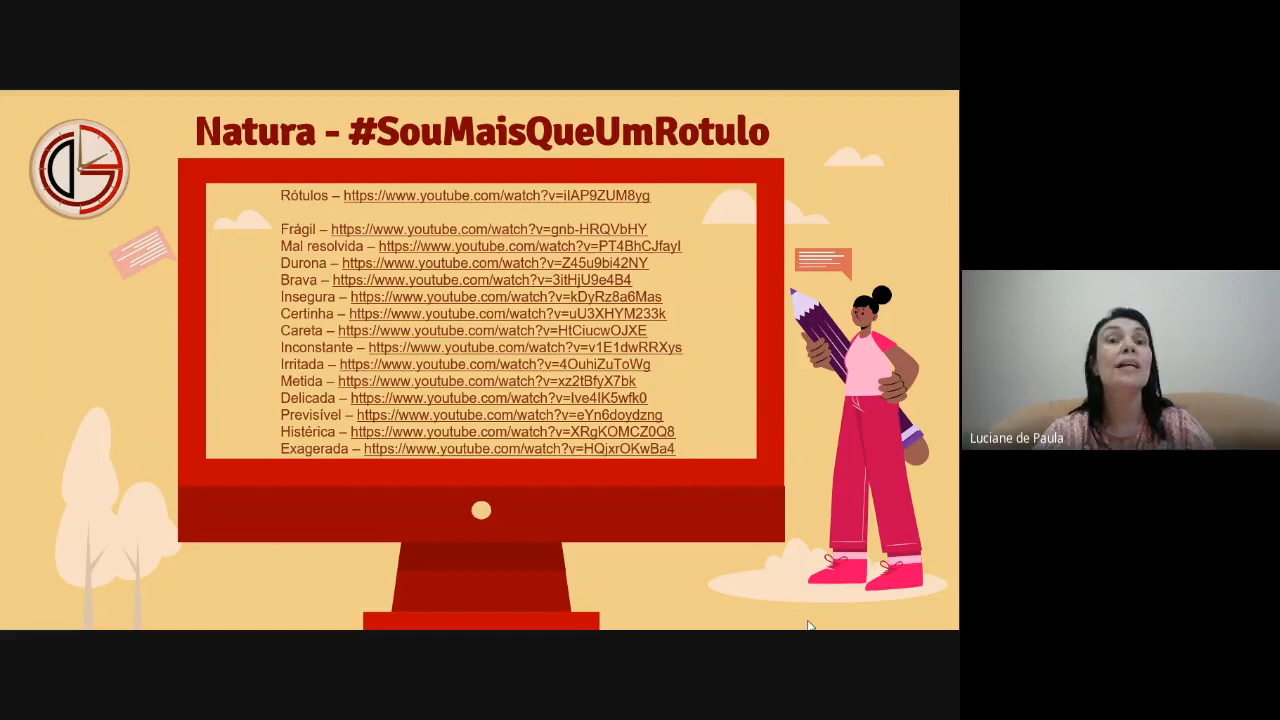 Natura - #SouMaisQueUmRotulo
Rótulos – https://www.youtube.com/watch?v=ilAP9ZUM8yg
Frágil – https://www.youtube.com/watch?v=gnb-HRQVbHY
Mal resolvida – https://www.youtube.com/watch?v=PT4BhCJfayI
Durona – https://www.youtube.com/watch?v=Z45u9bi42NY
Brava – https://www.youtube.com/watch?v=3itHjU9e4B4
Insegura – https://www.youtube.com/watch?v=kDyRz8a6Mas
Certinha – https://www.youtube.com/watch?v=uU3XHYM233k
Careta – https://www.youtube.com/watch?v=HtCiucwOJXE
Inconstante – https://www.youtube.com/watch?v=v1E1dwRRXys
Irritada – https://www.youtube.com/watch?v=4OuhiZuToWg
Metida – https://www.youtube.com/watch?v=xz2tBfyX7bk
Delicada – https://www.youtube.com/watch?v=Ive4IK5wfk0
Previsível – https://www.youtube.com/watch?v=eYn6doydzng
Histérica – https://www.youtube.com/watch?v=XRgKOMCZ0Q8
Exagerada – https://www.youtube.com/watch?v=HQjxrOKwBa4
Luciane de Paula